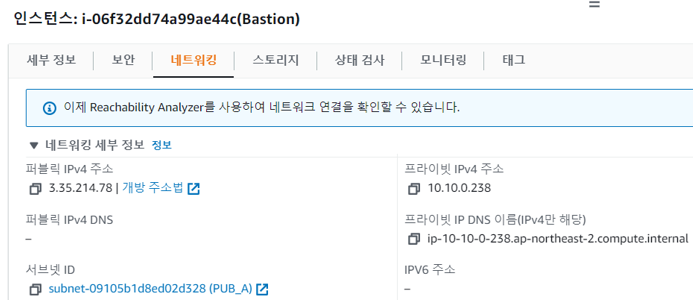 인스턴스: i-06f32dd74a99ae44c(Bastion)
세부 정보 보안 네트워킹 스토리지 상태 검사 모니터링 태그
이제 Reachability Analyzer를 사용하여 네트워크 연결을 확인할 수 있습니다.
▼ 네트워킹 세부 정보 정보
퍼블릭 IPv4 주소
3.35.214.78 | 개방 주소법
프라이빗 IPv4 주소
10.10.0.238
퍼블릭 IPv4 DNS
–
프라이빗 IP DNS 이름(IPv4만 해당)
ip-10-10-0-238.ap-northeast-2.compute.internal
서브넷 ID
subnet-09105b1d8ed02d328 (PUB_A)
IPV6 주소
–